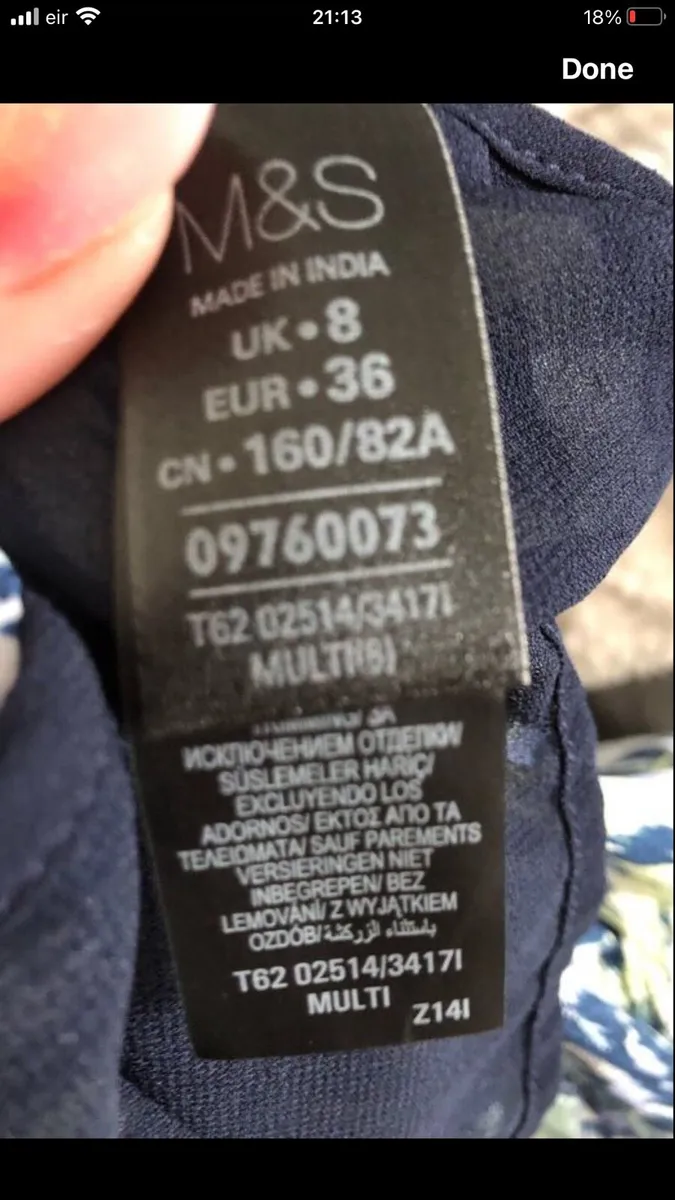 eir
21:13
18%
Done
M&S
MADE IN INDIA
UK • 8
EUR • 36
CN • 160/82A
09760073
T62 02514/3417I
MULTI(B)
ЗА
ИСКЛЮЧЕНИЕМ ОТДЕЛКИ/
SÜSLEMELER HARİÇ/
EXCLUYENDO LOS
ADORNOS/ ΕΚΤΟΣ ΑΠΟ ΤΑ
ΤΕΛΕΙΩΜΑΤΑ/ SAUF PAREMENTS
VERSIERINGEN NIET
INBEGREPEN/ BEZ
LEMOVÁNÍ/ Z WYJĄTKIEM
OZDÓB/ باستثناء الزركشة
T62 02514/3417I
MULTI
Z14I